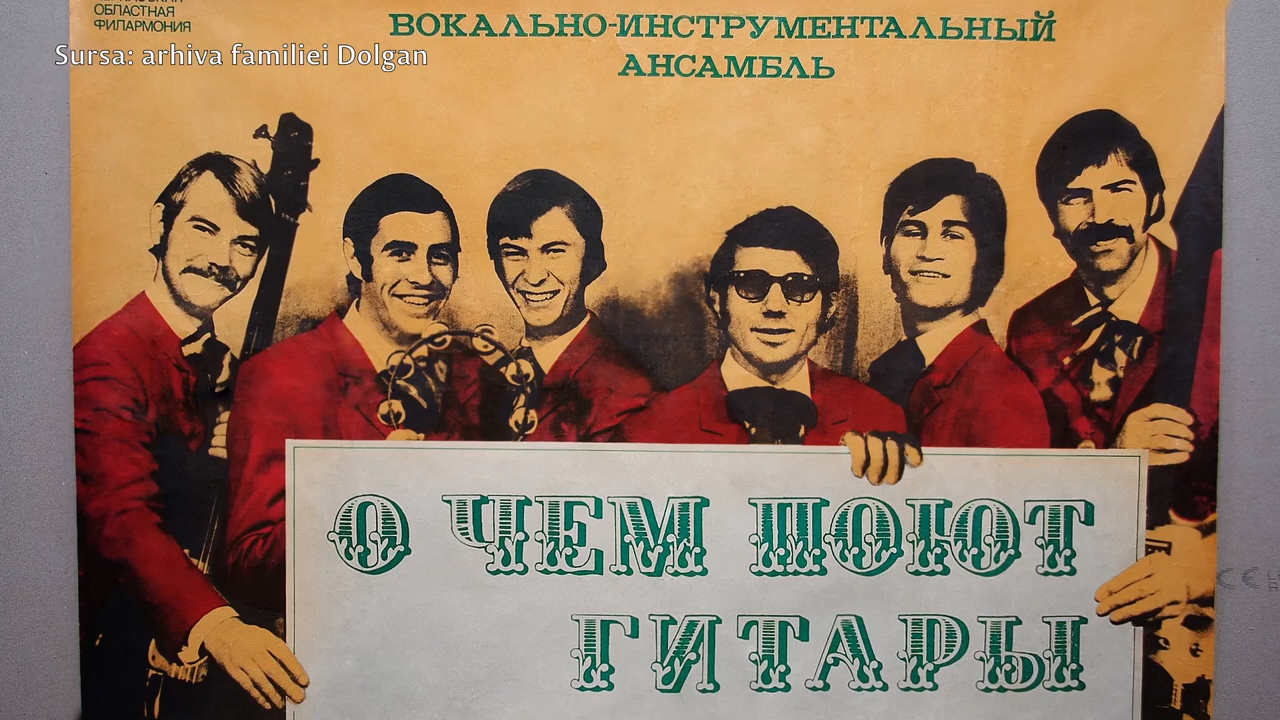 ОБЛАСТНАЯ
ФИЛАРМОНИЯ
Sursa: arhiva familiei Dolgan
ВОКАЛЬНО-ИНСТРУМЕНТАЛЬНЫЙ
АНСАМБЛЬ
О ЧЕМ ПОЮТ
ГИТАРЫ